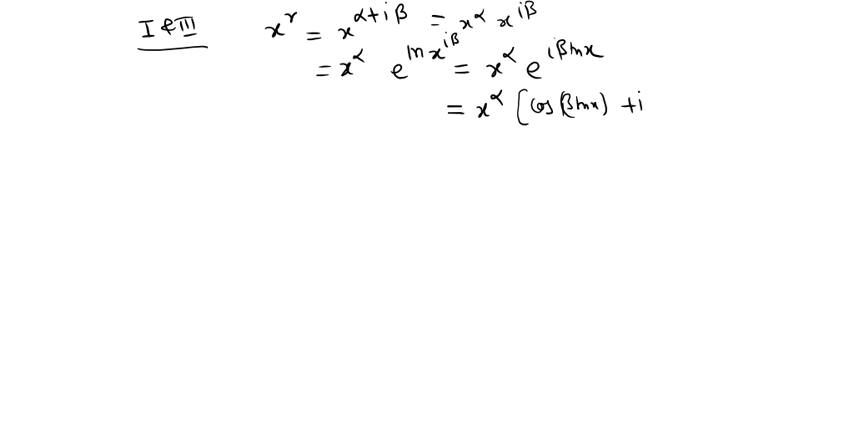 I & III x^r = x^{α+iβ} = x^α x^{iβ}
= x^α e^{ln x^{iβ}} = x^α e^{iβ ln x}
= x^α [cos(β ln x) + i